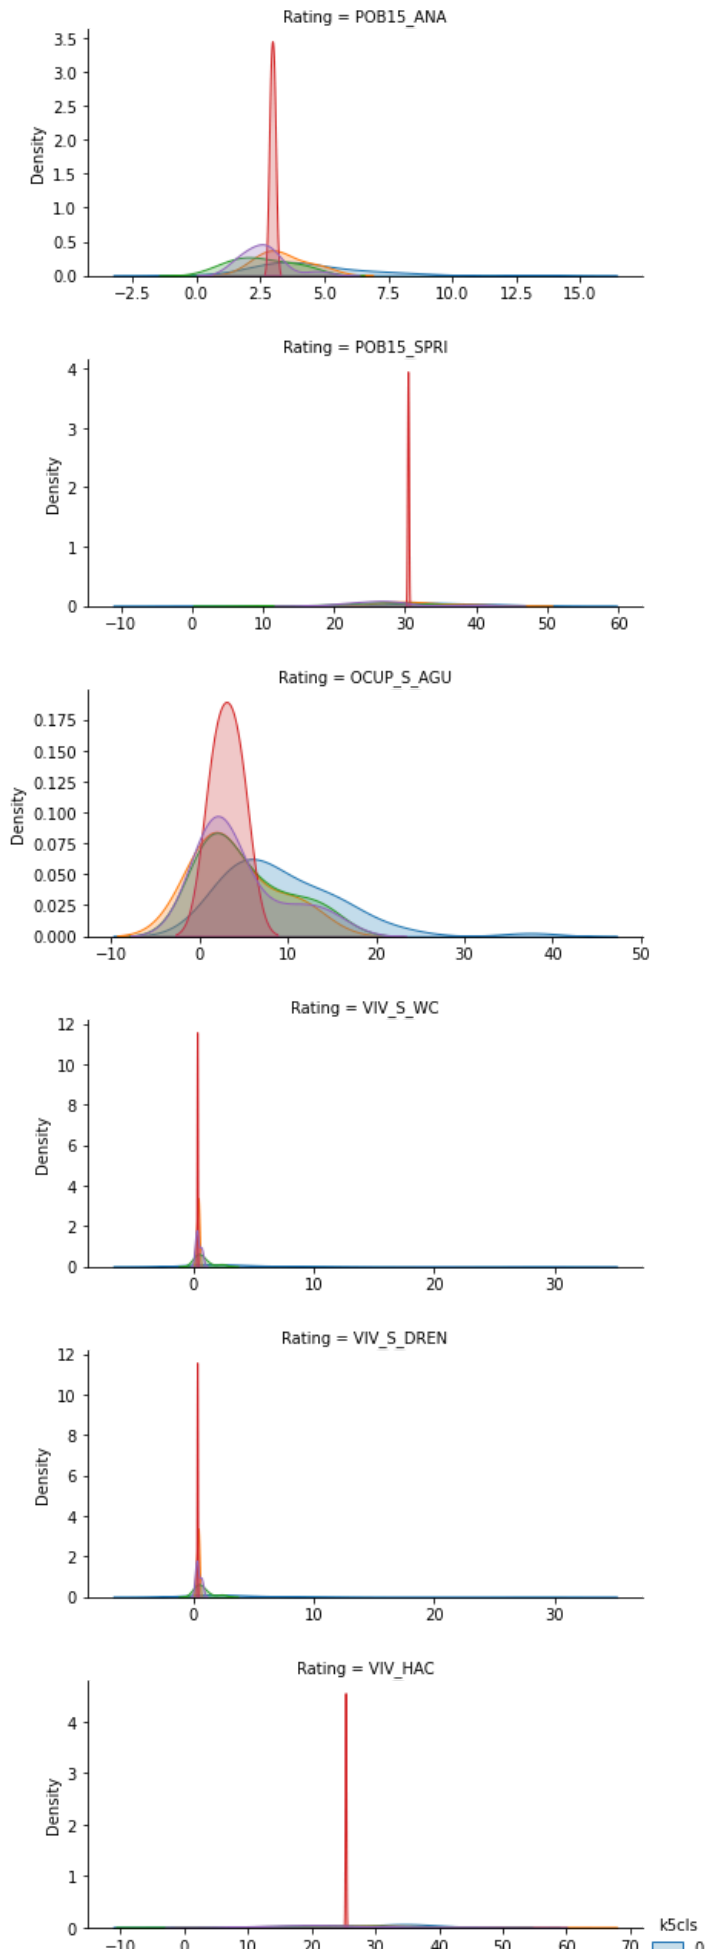 Rating = POB15_ANA
3.5
3.0
2.5
2.0
1.5
1.0
0.5
0.0
Density
−2.5 0.0 2.5 5.0 7.5 10.0 12.5 15.0
Rating = POB15_SPRI
4
3
2
1
0
Density
−10 0 10 20 30 40 50 60
Rating = OCUP_S_AGU
0.175
0.150
0.125
0.100
0.075
0.050
0.025
0.000
Density
−10 0 10 20 30 40 50
Rating = VIV_S_WC
12
10
8
6
4
2
0
Density
0 10 20 30
Rating = VIV_S_DREN
12
10
8
6
4
2
0
Density
0 10 20 30
Rating = VIV_HAC
4
3
2
1
0
Density
−10 0 10 20 30 40 50 60 70
k5cls
0